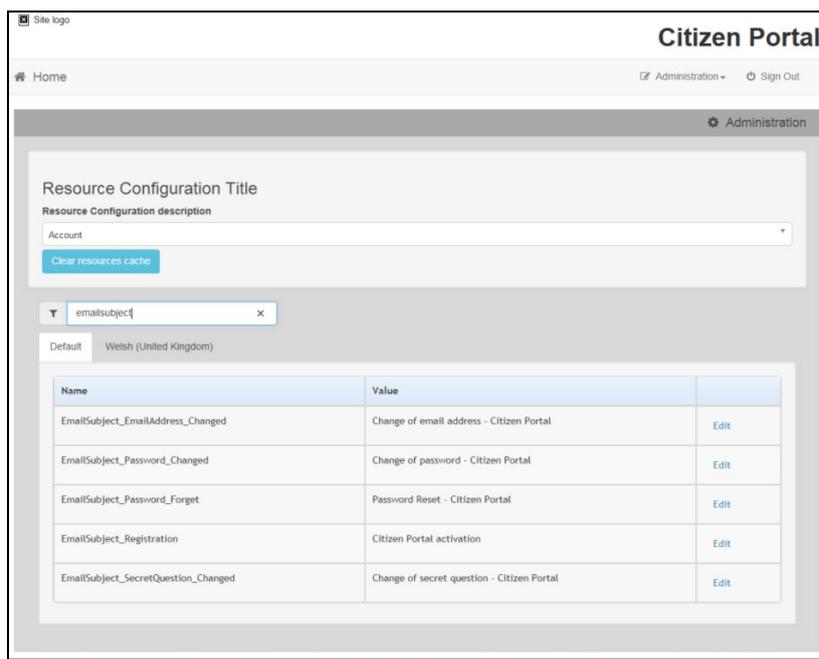 Site logo
Citizen Portal
Home
Administration
Sign Out
Administration
Resource Configuration Title
Resource Configuration description
Account
Clear resources cache
emailsubject
Default Welsh (United Kingdom)
Name Value
EmailSubject_EmailAddress_Changed Change of email address - Citizen Portal Edit
EmailSubject_Password_Changed Change of password - Citizen Portal Edit
EmailSubject_Password_Forget Password Reset - Citizen Portal Edit
EmailSubject_Registration Citizen Portal activation Edit
EmailSubject_SecretQuestion_Changed Change of secret question - Citizen Portal Edit